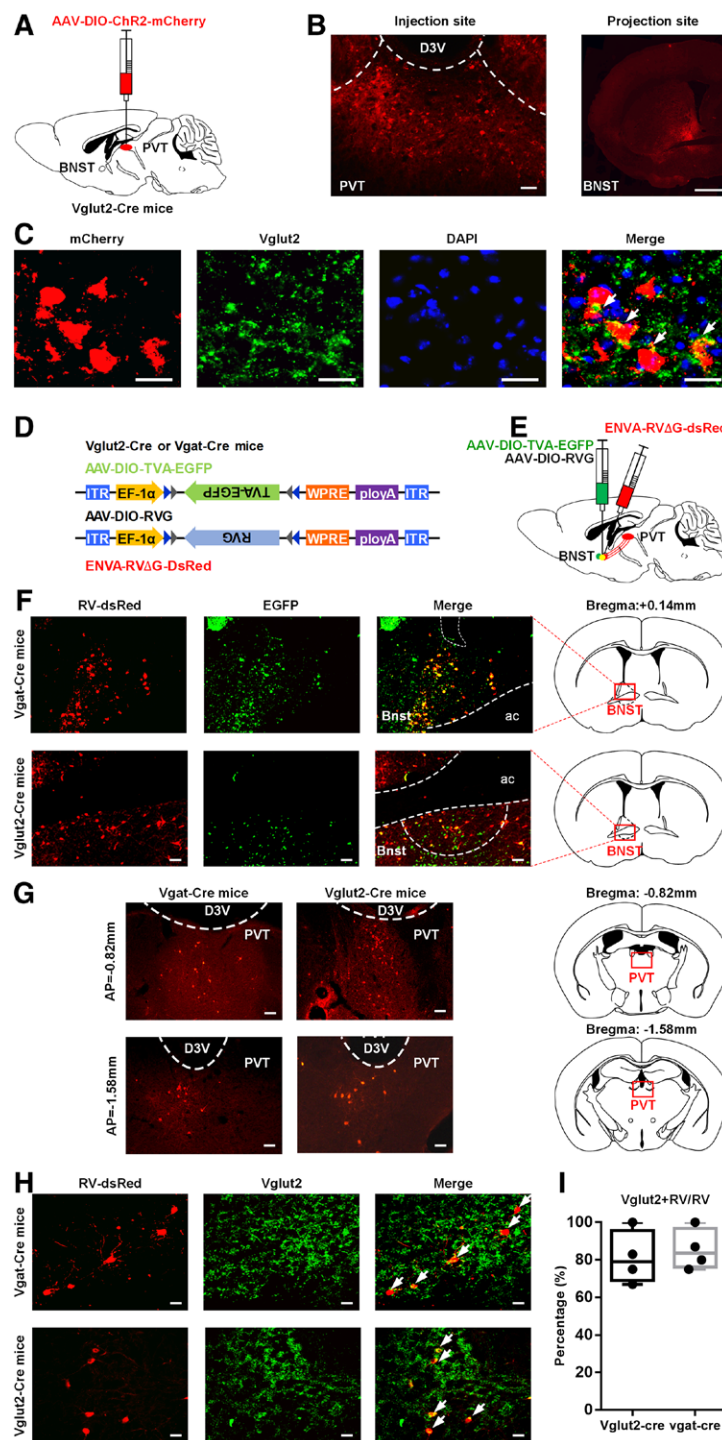 A
AAV-DIO-ChR2-mCherry
BNST
PVT
Vglut2-Cre mice
B
Injection site
Projection site
D3V
PVT
BNST
C
mCherry
Vglut2
DAPI
Merge
D
Vglut2-Cre or Vgat-Cre mice
AAV-DIO-TVA-EGFP
ITR EF-1α TVA-EGFP WPRE ployA ITR
AAV-DIO-RVG
ITR EF-1α RVG WPRE ployA ITR
ENVA-RVΔG-DsRed
E
ENVA-RVΔG-dsRed
AAV-DIO-TVA-EGFP
AAV-DIO-RVG
PVT
BNST
F
RV-dsRed
EGFP
Merge
Bregma:+0.14mm
Vgat-Cre mice
Bnst
ac
BNST
Vglut2-Cre mice
ac
Bnst
BNST
G
Vgat-Cre mice
Vglut2-Cre mice
Bregma: -0.82mm
AP=-0.82mm
D3V
PVT
D3V
PVT
PVT
Bregma: -1.58mm
AP=-1.58mm
D3V
PVT
D3V
PVT
PVT
H
RV-dsRed
Vglut2
Merge
Vgat-Cre mice
Vglut2-Cre mice
I
Vglut2+RV/RV
Percentage (%)
100
80
60
40
20
0
Vglut2-cre
vgat-cre